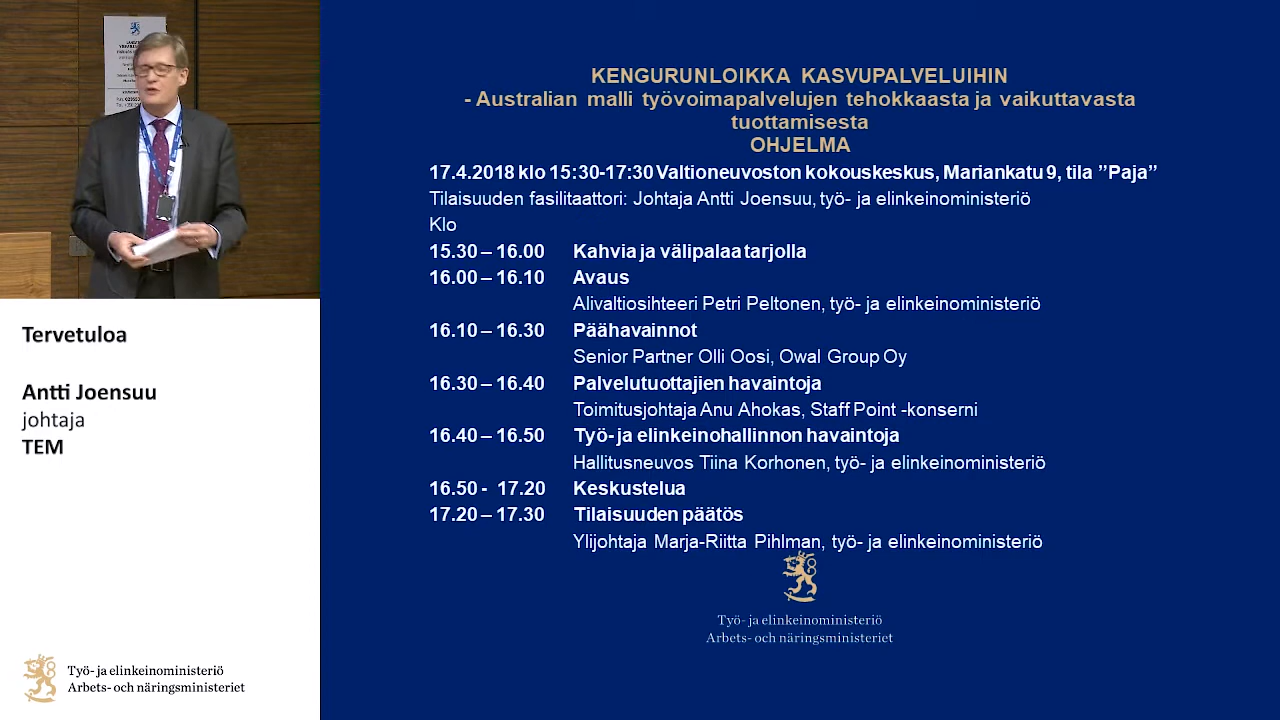 KENGURUNLOIKKA KASVUPALVELUIHIN
- Australian malli työvoimapalvelujen tehokkaasta ja vaikuttavasta
tuottamisesta
OHJELMA
17.4.2018 klo 15:30-17:30 Valtioneuvoston kokouskeskus, Mariankatu 9, tila ”Paja”
Tilaisuuden fasilitaattori: Johtaja Antti Joensuu, työ- ja elinkeinoministeriö
Klo
15.30 – 16.00 Kahvia ja välipalaa tarjolla
16.00 – 16.10 Avaus
Alivaltiosihteeri Petri Peltonen, työ- ja elinkeinoministeriö
16.10 – 16.30 Päähavainnot
Senior Partner Olli Oosi, Owal Group Oy
16.30 – 16.40 Palvelutuottajien havaintoja
Toimitusjohtaja Anu Ahokas, Staff Point -konserni
16.40 – 16.50 Työ- ja elinkeinohallinnon havaintoja
Hallitusneuvos Tiina Korhonen, työ- ja elinkeinoministeriö
16.50 - 17.20 Keskustelua
17.20 – 17.30 Tilaisuuden päätös
Ylijohtaja Marja-Riitta Pihlman, työ- ja elinkeinoministeriö
Työ- ja elinkeinoministeriö
Arbets- och näringsministeriet
Tervetuloa
Antti Joensuu
johtaja
TEM
Työ- ja elinkeinoministeriö
Arbets- och näringsministeriet